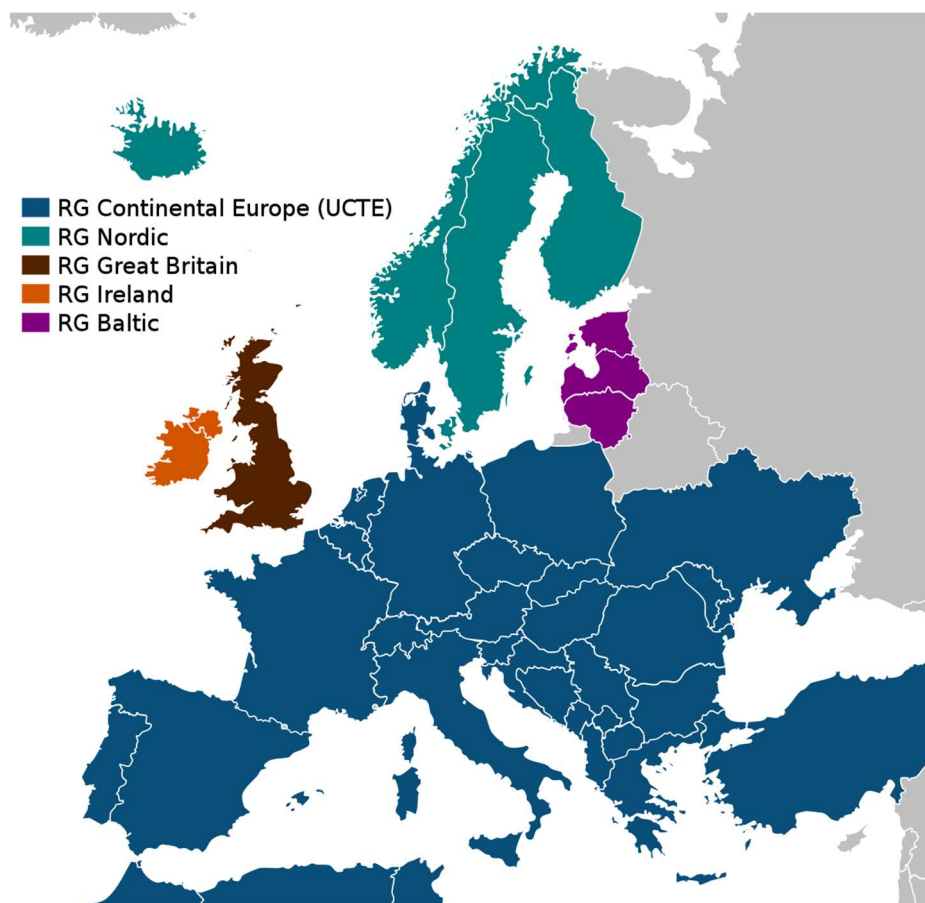 RG Continental Europe (UCTE)
RG Nordic
RG Great Britain
RG Ireland
RG Baltic